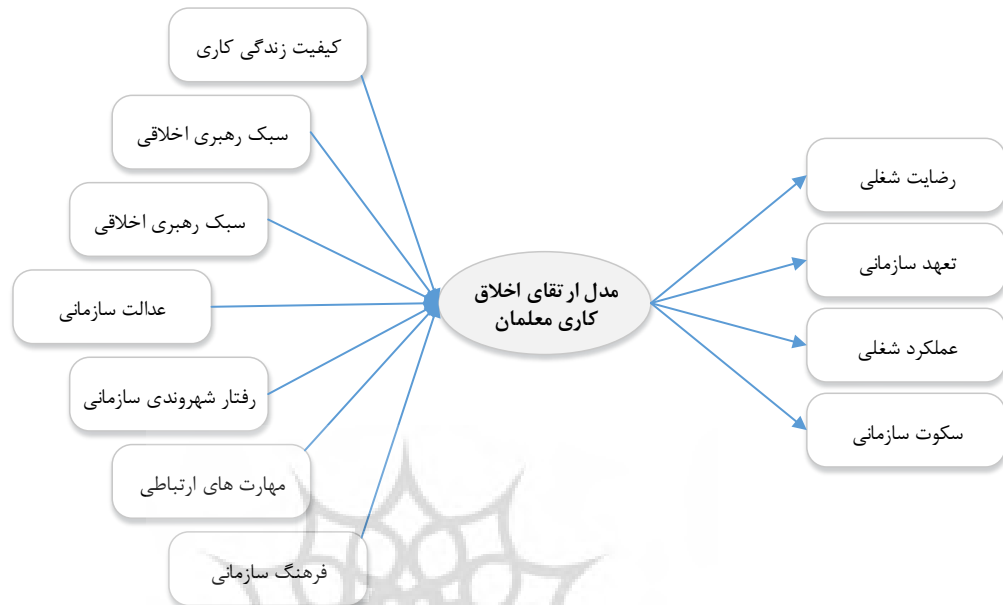 کیفیت زندگی کاری
سبک رهبری اخلاقی
سبک رهبری اخلاقی
عدالت سازمانی
رفتار شهروندی سازمانی
مهارت های ارتباطی
فرهنگ سازمانی
مدل ارتقای اخلاق
کاری معلمان
رضایت شغلی
تعهد سازمانی
عملکرد شغلی
سکوت سازمانی